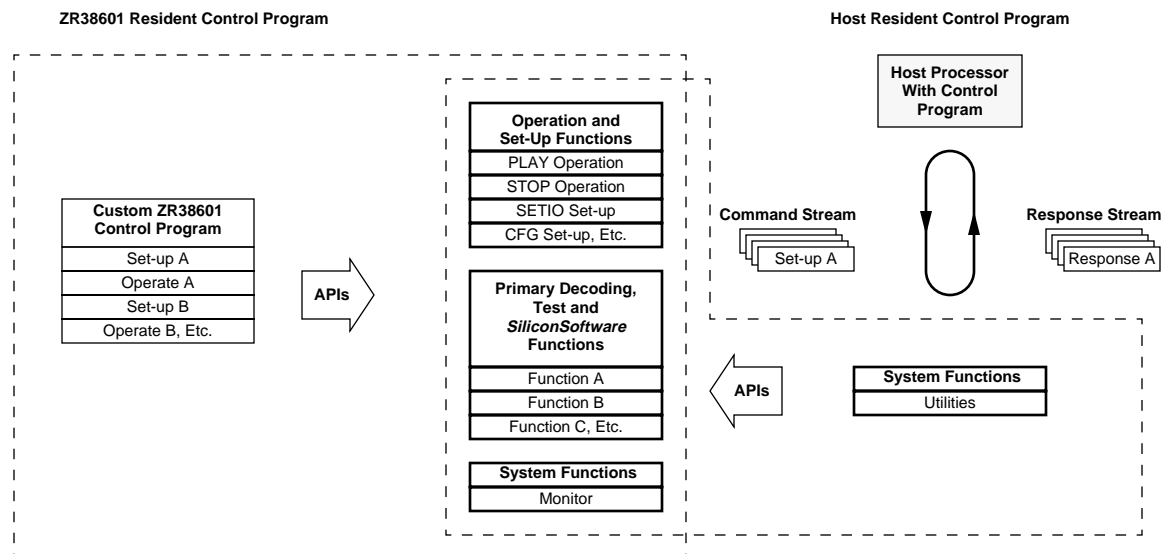 ZR38601 Resident Control Program
Host Resident Control Program
Host Processor
With Control
Program
Operation and
Set-Up Functions
PLAY Operation
STOP Operation
SETIO Set-up
CFG Set-up, Etc.
Custom ZR38601
Control Program
Set-up A
Operate A
Set-up B
Operate B, Etc.
APIs
Command Stream
Set-up A
Response Stream
Response A
Primary Decoding,
Test and
SiliconSoftware
Functions
Function A
Function B
Function C, Etc.
APIs
System Functions
Utilities
System Functions
Monitor